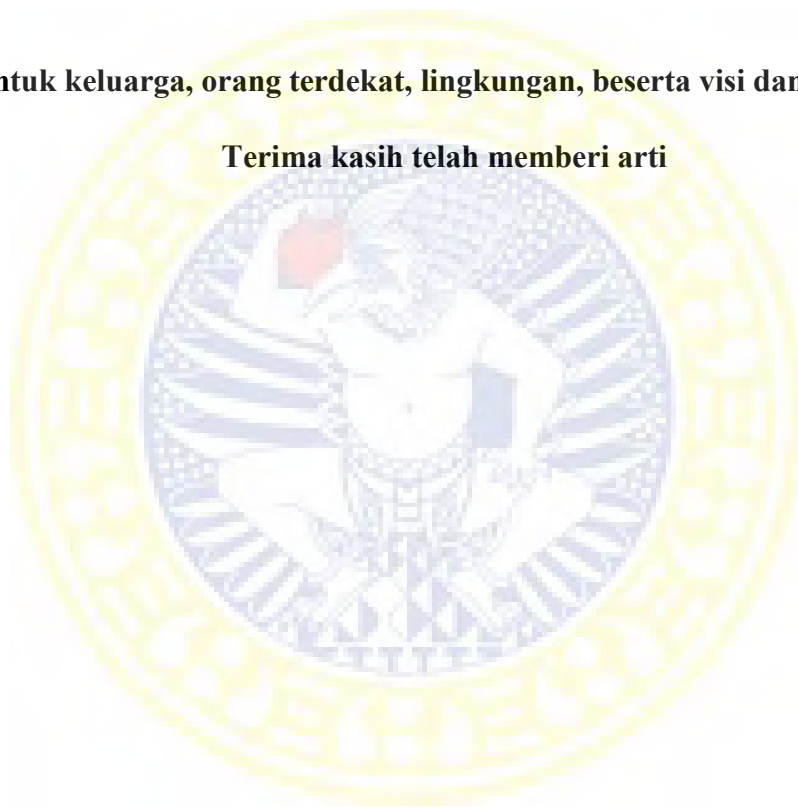 ntuk keluarga, orang terdekat, lingkungan, beserta visi dan
Terima kasih telah memberi arti